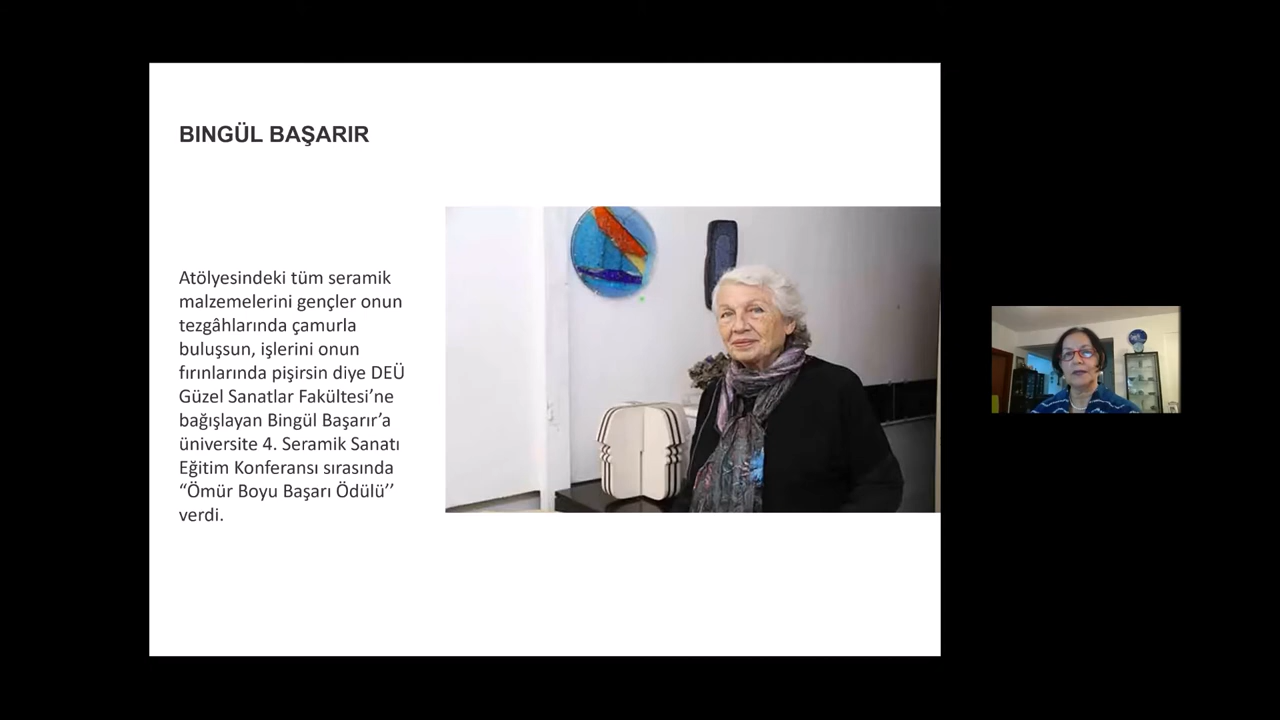 BINGÜL BAŞARIR
Atölyesindeki tüm seramik
malzemelerini gençler onun
tezgâhlarında çamurla
buluşsun, işlerini onun
fırınlarında pişirsin diye DEÜ
Güzel Sanatlar Fakültesi’ne
bağışlayan Bingül Başarır’a
üniversite 4. Seramik Sanatı
Eğitim Konferansı sırasında
“Ömür Boyu Başarı Ödülü’’
verdi.